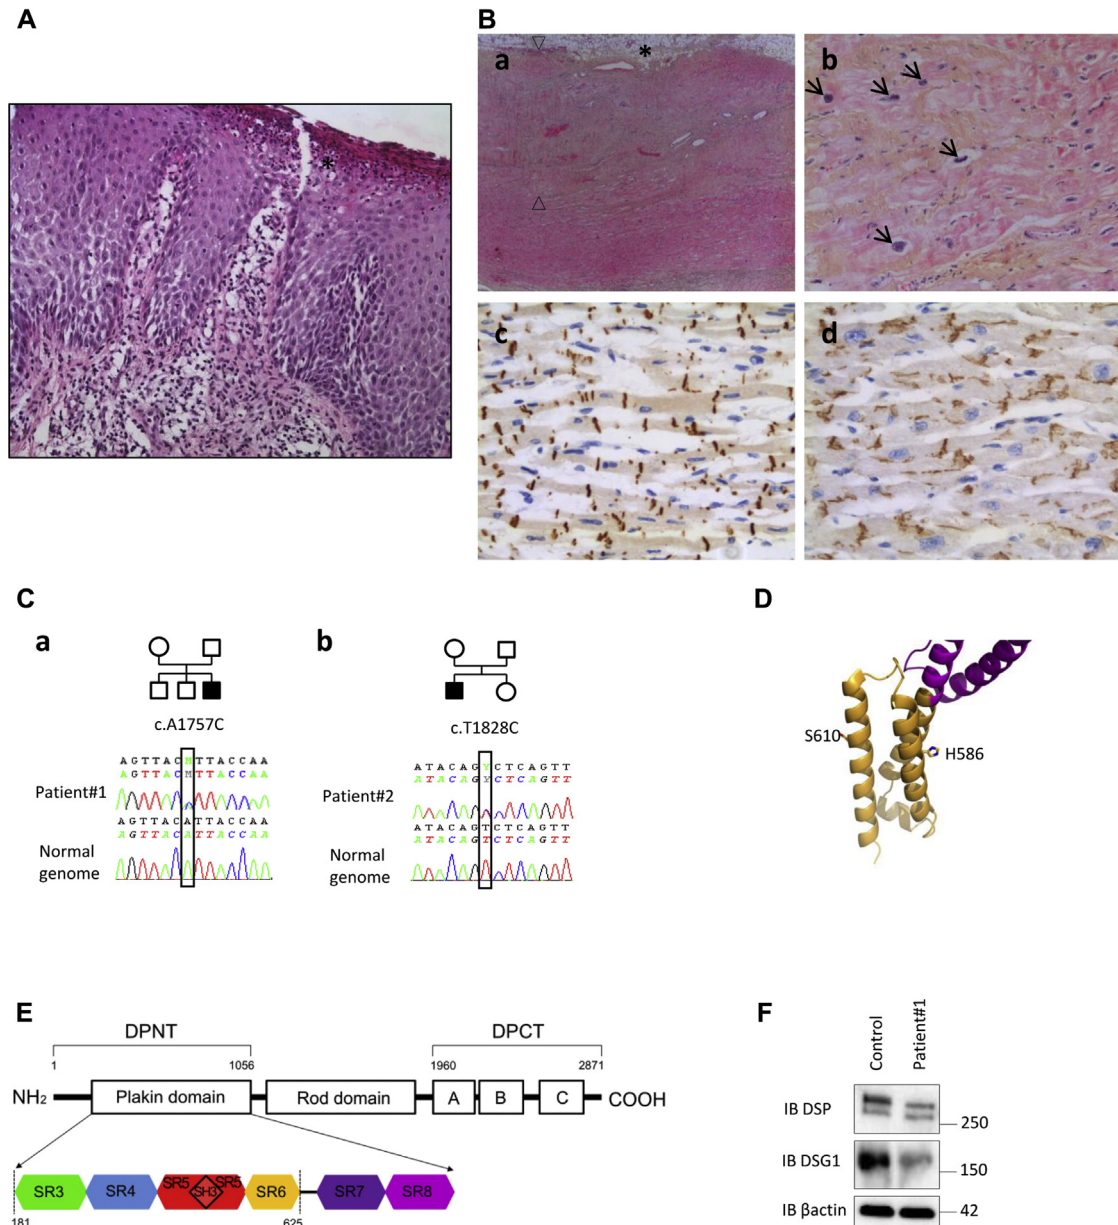 A
*
B
a
*
b
c
d
C
a
c.A1757C
AGTTACMTTACCAA
AGTTACMTTACCAA
Patient#1
AGTTACATTACCAA
AGTTACATTACCAA
Normal
genome
b
c.T1828C
ATACAGYCTCAGTT
ATACAGYCTCAGTT
Patient#2
ATACAGTCTCAGTT
ATACAGTCTCAGTT
Normal
genome
D
S610
H586
E
DPNT
DPCT
1
1056
1960
2871
NH₂
Plakin domain
Rod domain
A
B
C
COOH
SR3
SR4
SR5
SH3
SR5
SR6
SR7
SR8
181
625
F
Control
Patient#1
IB DSP
250
IB DSG1
150
IB βactin
42